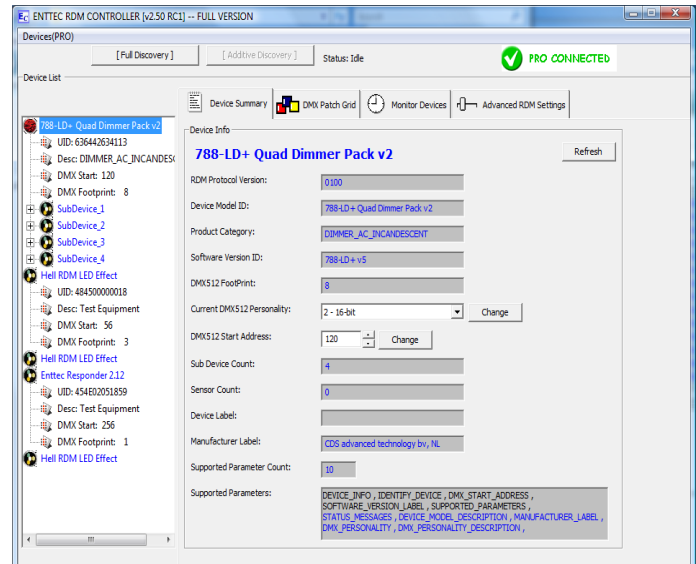 ENTTEC RDM CONTROLLER [v2.50 RC1] -- FULL VERSION
Devices(PRO)
[Full Discovery ]
[ Additive Discovery ]
Status: Idle
PRO CONNECTED
Device List
Device Summary
DMX Patch Grid
Monitor Devices
Advanced RDM Settings
788-LD+ Quad Dimmer Pack v2
UID: 636442634113
Desc: DIMMER_AC_INCANDES
DMX Start: 120
DMX Footprint: 8
SubDevice_1
SubDevice_2
SubDevice_3
SubDevice_4
Hell RDM LED Effect
UID: 484500000018
Desc: Test Equipment
DMX Start: 56
DMX Footprint: 3
Hell RDM LED Effect
Enttec Responder 2.12
UID: 454E02051859
Desc: Test Equipment
DMX Start: 256
DMX Footprint: 1
Hell RDM LED Effect
Device Info
788-LD+ Quad Dimmer Pack v2
Refresh
RDM Protocol Version:
0100
Device Model ID:
788-LD+ Quad Dimmer Pack v2
Product Category:
DIMMER_AC_INCANDESCENT
Software Version ID:
788-LD+ v5
DMX512 FootPrint:
8
Current DMX512 Personality:
2 - 16-bit
Change
DMX512 Start Address:
120
Change
Sub Device Count:
4
Sensor Count:
0
Device Label:
Manufacturer Label:
CDS advanced technology bv, NL
Supported Parameter Count:
10
Supported Parameters:
DEVICE_INFO , IDENTIFY_DEVICE , DMX_START_ADDRESS ,
SOFTWARE_VERSION_LABEL , SUPPORTED_PARAMETERS ,
STATUS_MESSAGES , DEVICE_MODEL_DESCRIPTION , MANUFACTURER_LABEL ,
DMX_PERSONALITY , DMX_PERSONALITY_DESCRIPTION ,